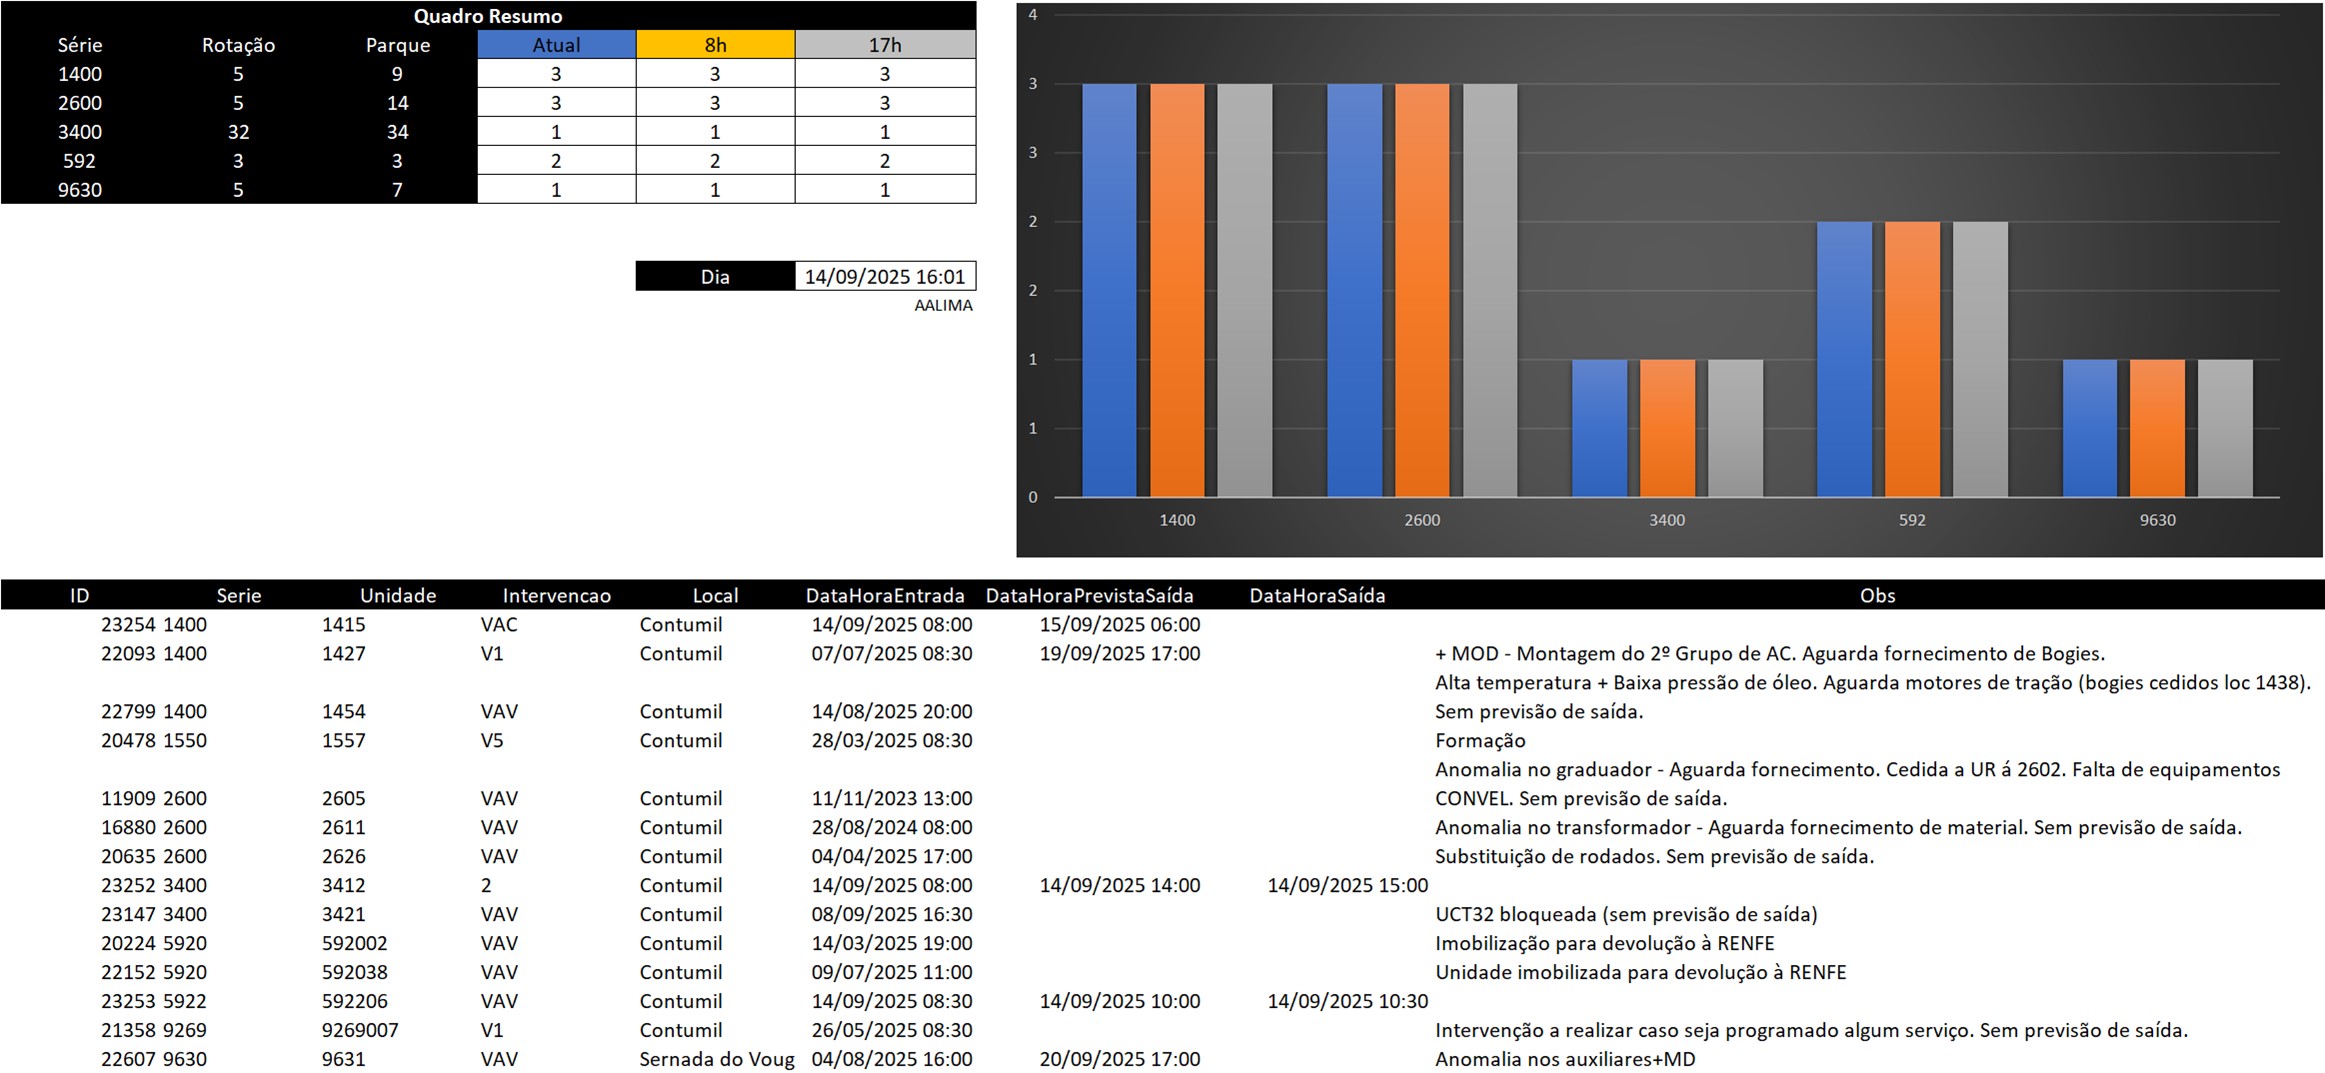 Quadro Resumo
Série Rotação Parque Atual 8h 17h
1400 5 9 3 3 3
2600 5 14 3 3 3
3400 32 34 1 1 1
592 3 3 2 2 2
9630 5 7 1 1 1
Dia 14/09/2025 16:01
AALIMA
4
3
3
2
2
1
1
0
1400 2600 3400 592 9630
ID Serie Unidade Intervencao Local DataHoraEntrada DataHoraPrevistaSaída DataHoraSaída Obs
23254 1400 1415 VAC Contumil 14/09/2025 08:00 15/09/2025 06:00
22093 1400 1427 V1 Contumil 07/07/2025 08:30 19/09/2025 17:00 + MOD - Montagem do 2º Grupo de AC. Aguarda fornecimento de Bogies.
Alta temperatura + Baixa pressão de óleo. Aguarda motores de tração (bogies cedidos loc 1438).
22799 1400 1454 VAV Contumil 14/08/2025 20:00 Sem previsão de saída.
20478 1550 1557 V5 Contumil 28/03/2025 08:30 Formação
Anomalia no graduador - Aguarda fornecimento. Cedida a UR á 2602. Falta de equipamentos
11909 2600 2605 VAV Contumil 11/11/2023 13:00 CONVEL. Sem previsão de saída.
16880 2600 2611 VAV Contumil 28/08/2024 08:00 Anomalia no transformador - Aguarda fornecimento de material. Sem previsão de saída.
20635 2600 2626 VAV Contumil 04/04/2025 17:00 Substituição de rodados. Sem previsão de saída.
23252 3400 3412 2 Contumil 14/09/2025 08:00 14/09/2025 14:00 14/09/2025 15:00
23147 3400 3421 VAV Contumil 08/09/2025 16:30 UCT32 bloqueada (sem previsão de saída)
20224 5920 592002 VAV Contumil 14/03/2025 19:00 Imobilização para devolução à RENFE
22152 5920 592038 VAV Contumil 09/07/2025 11:00 Unidade imobilizada para devolução à RENFE
23253 5922 592206 VAV Contumil 14/09/2025 08:30 14/09/2025 10:00 14/09/2025 10:30
21358 9269 9269007 V1 Contumil 26/05/2025 08:30 Intervenção a realizar caso seja programado algum serviço. Sem previsão de saída.
22607 9630 9631 VAV Sernada do Voug 04/08/2025 16:00 20/09/2025 17:00 Anomalia nos auxiliares+MD